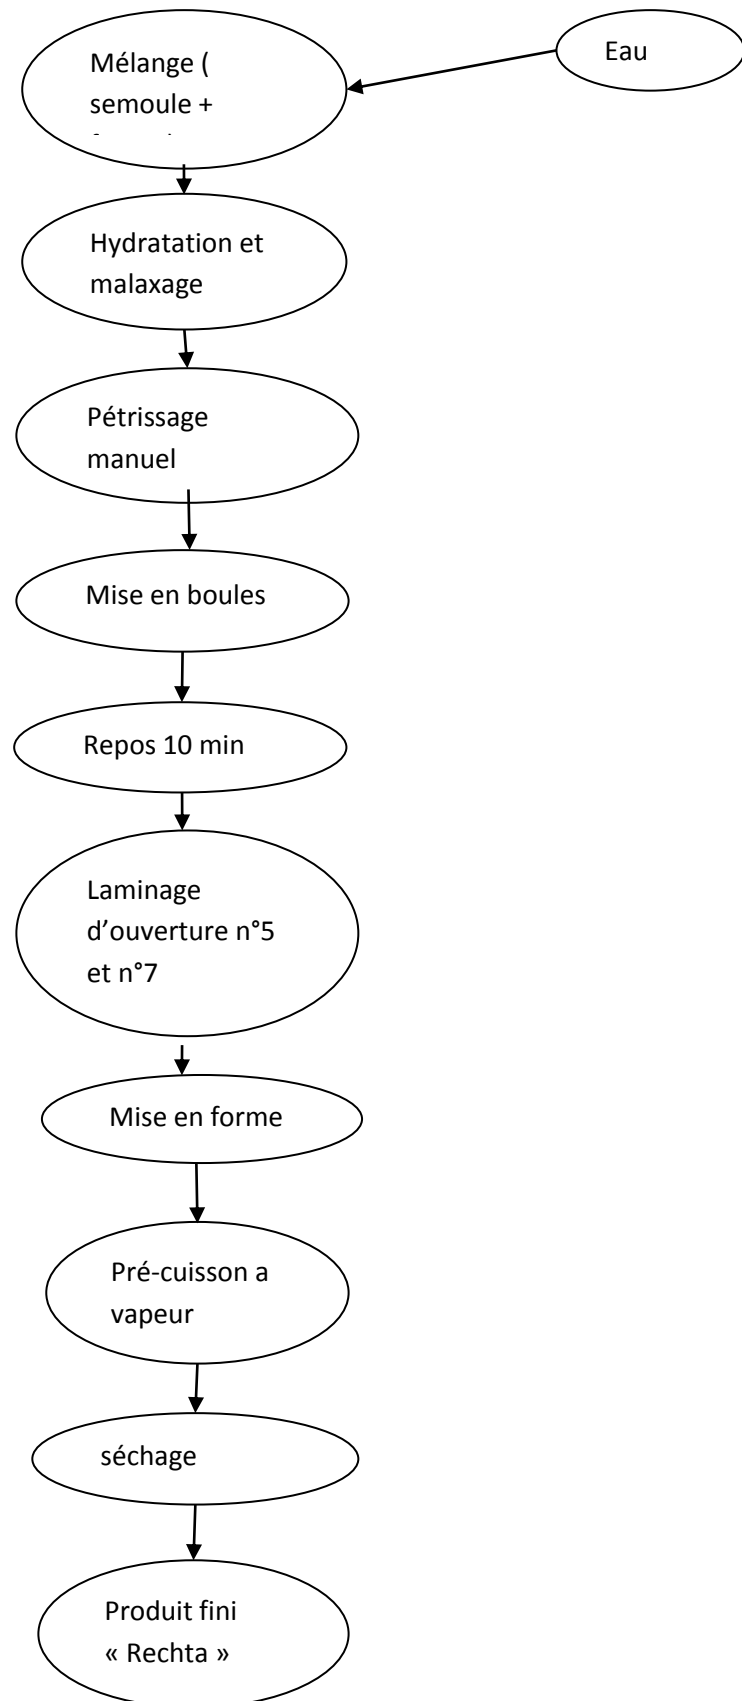 Mélange (
semoule +
Eau
Hydratation et
malaxage
Pétrissage
manuel
Mise en boules
Repos 10 min
Laminage
d’ouverture n°5
et n°7
Mise en forme
Pré-cuisson a
vapeur
séchage
Produit fini
« Rechta »